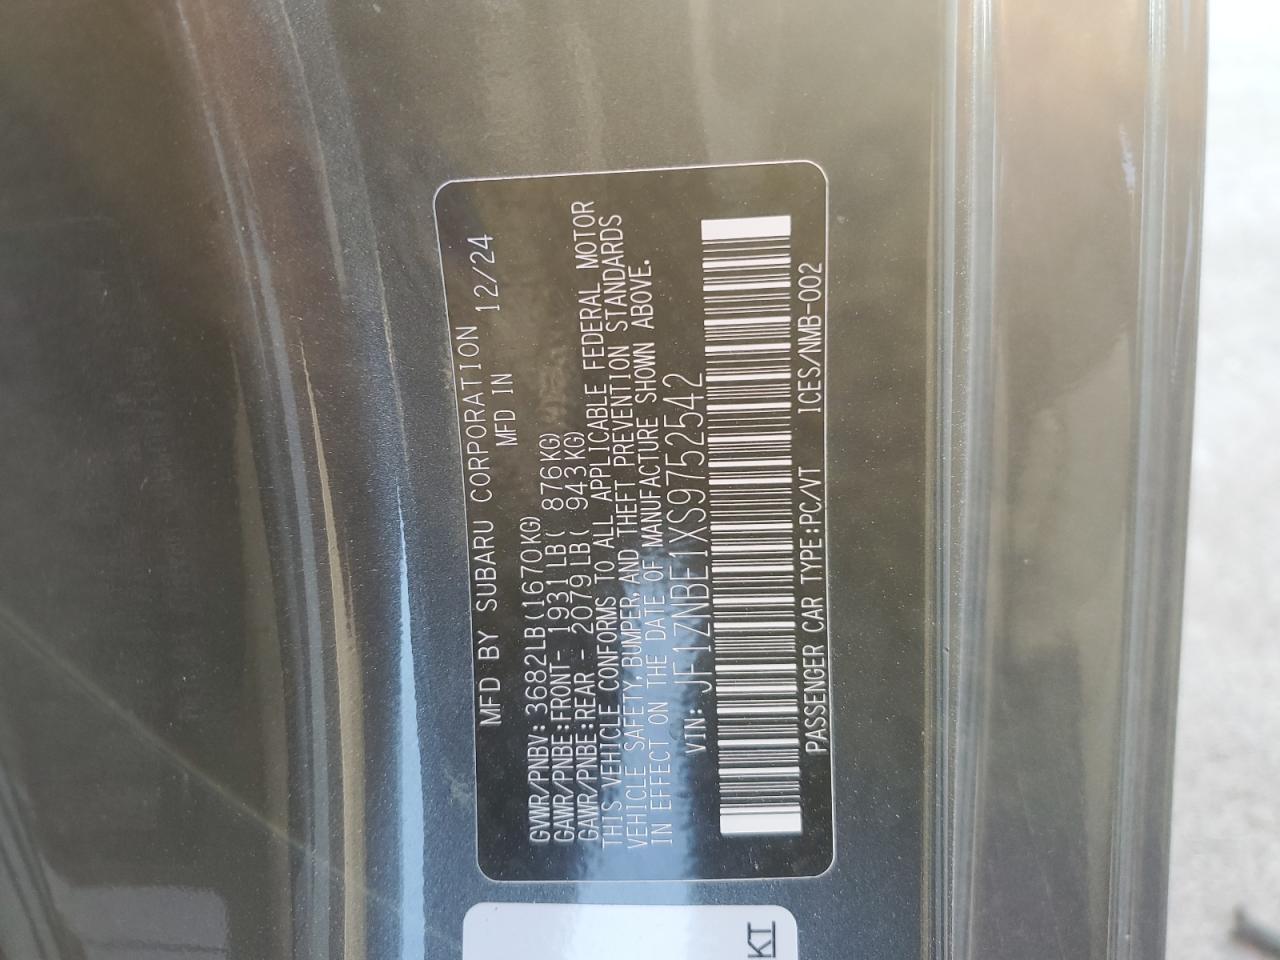 MFD BY SUBARU CORPORATION
MFD IN 12/24
GVWR/PNBV: 3682LB(1670KG)
GAWR/PNBE:FRONT- 1931LB( 876KG)
GAWR/PNBE:REAR - 2079LB( 943KG)
THIS VEHICLE CONFORMS TO ALL APPLICABLE FEDERAL MOTOR
VEHICLE SAFETY, BUMPER, AND THEFT PREVENTION STANDARDS
IN EFFECT ON THE DATE OF MANUFACTURE SHOWN ABOVE.
VIN: JF1ZNBE1XS9752542
PASSENGER CAR TYPE:PC/VT ICES/NMB-002
KT